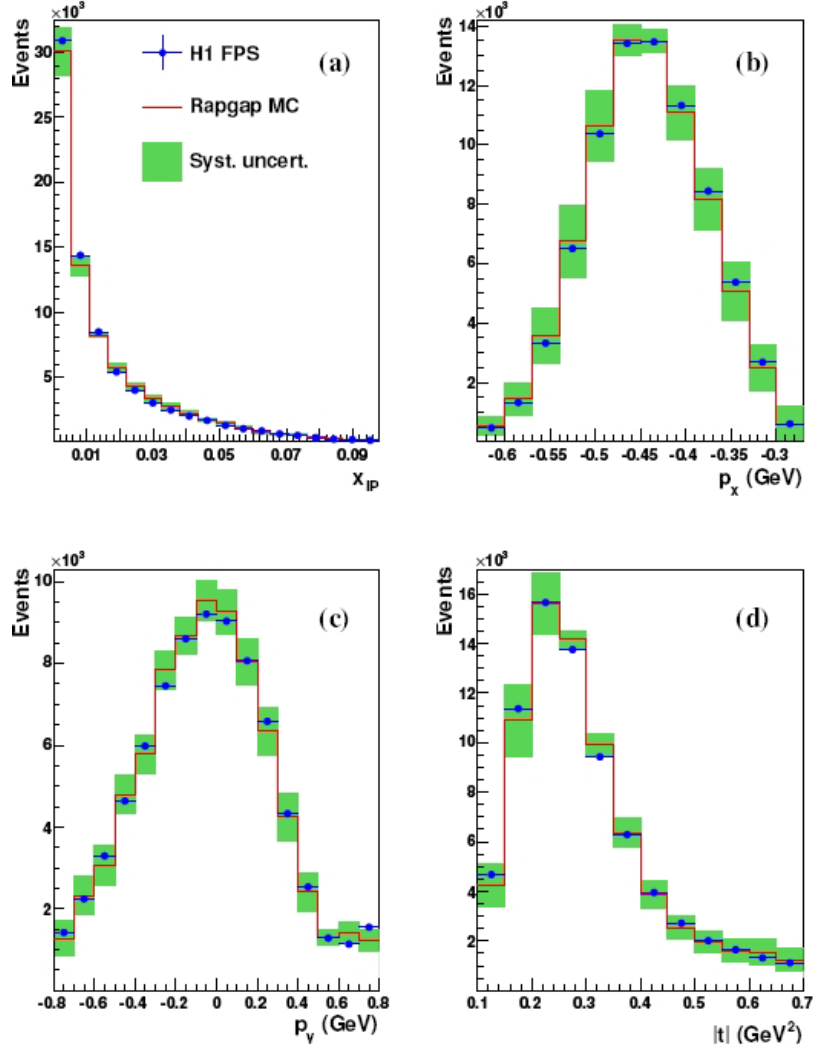 ×10³
Events
30
25
20
15
10
5
H1 FPS
Rapgap MC
Syst. uncert.
(a)
0.01 0.03 0.05 0.07 0.09
x_IP
×10³
Events
14
12
10
8
6
4
2
(b)
-0.6 -0.55 -0.5 -0.45 -0.4 -0.35 -0.3
p_x (GeV)
×10³
Events
10
8
6
4
2
(c)
-0.8 -0.6 -0.4 -0.2 0 0.2 0.4 0.6 0.8
p_y (GeV)
×10³
Events
16
14
12
10
8
6
4
2
(d)
0.1 0.2 0.3 0.4 0.5 0.6 0.7
|t| (GeV²)